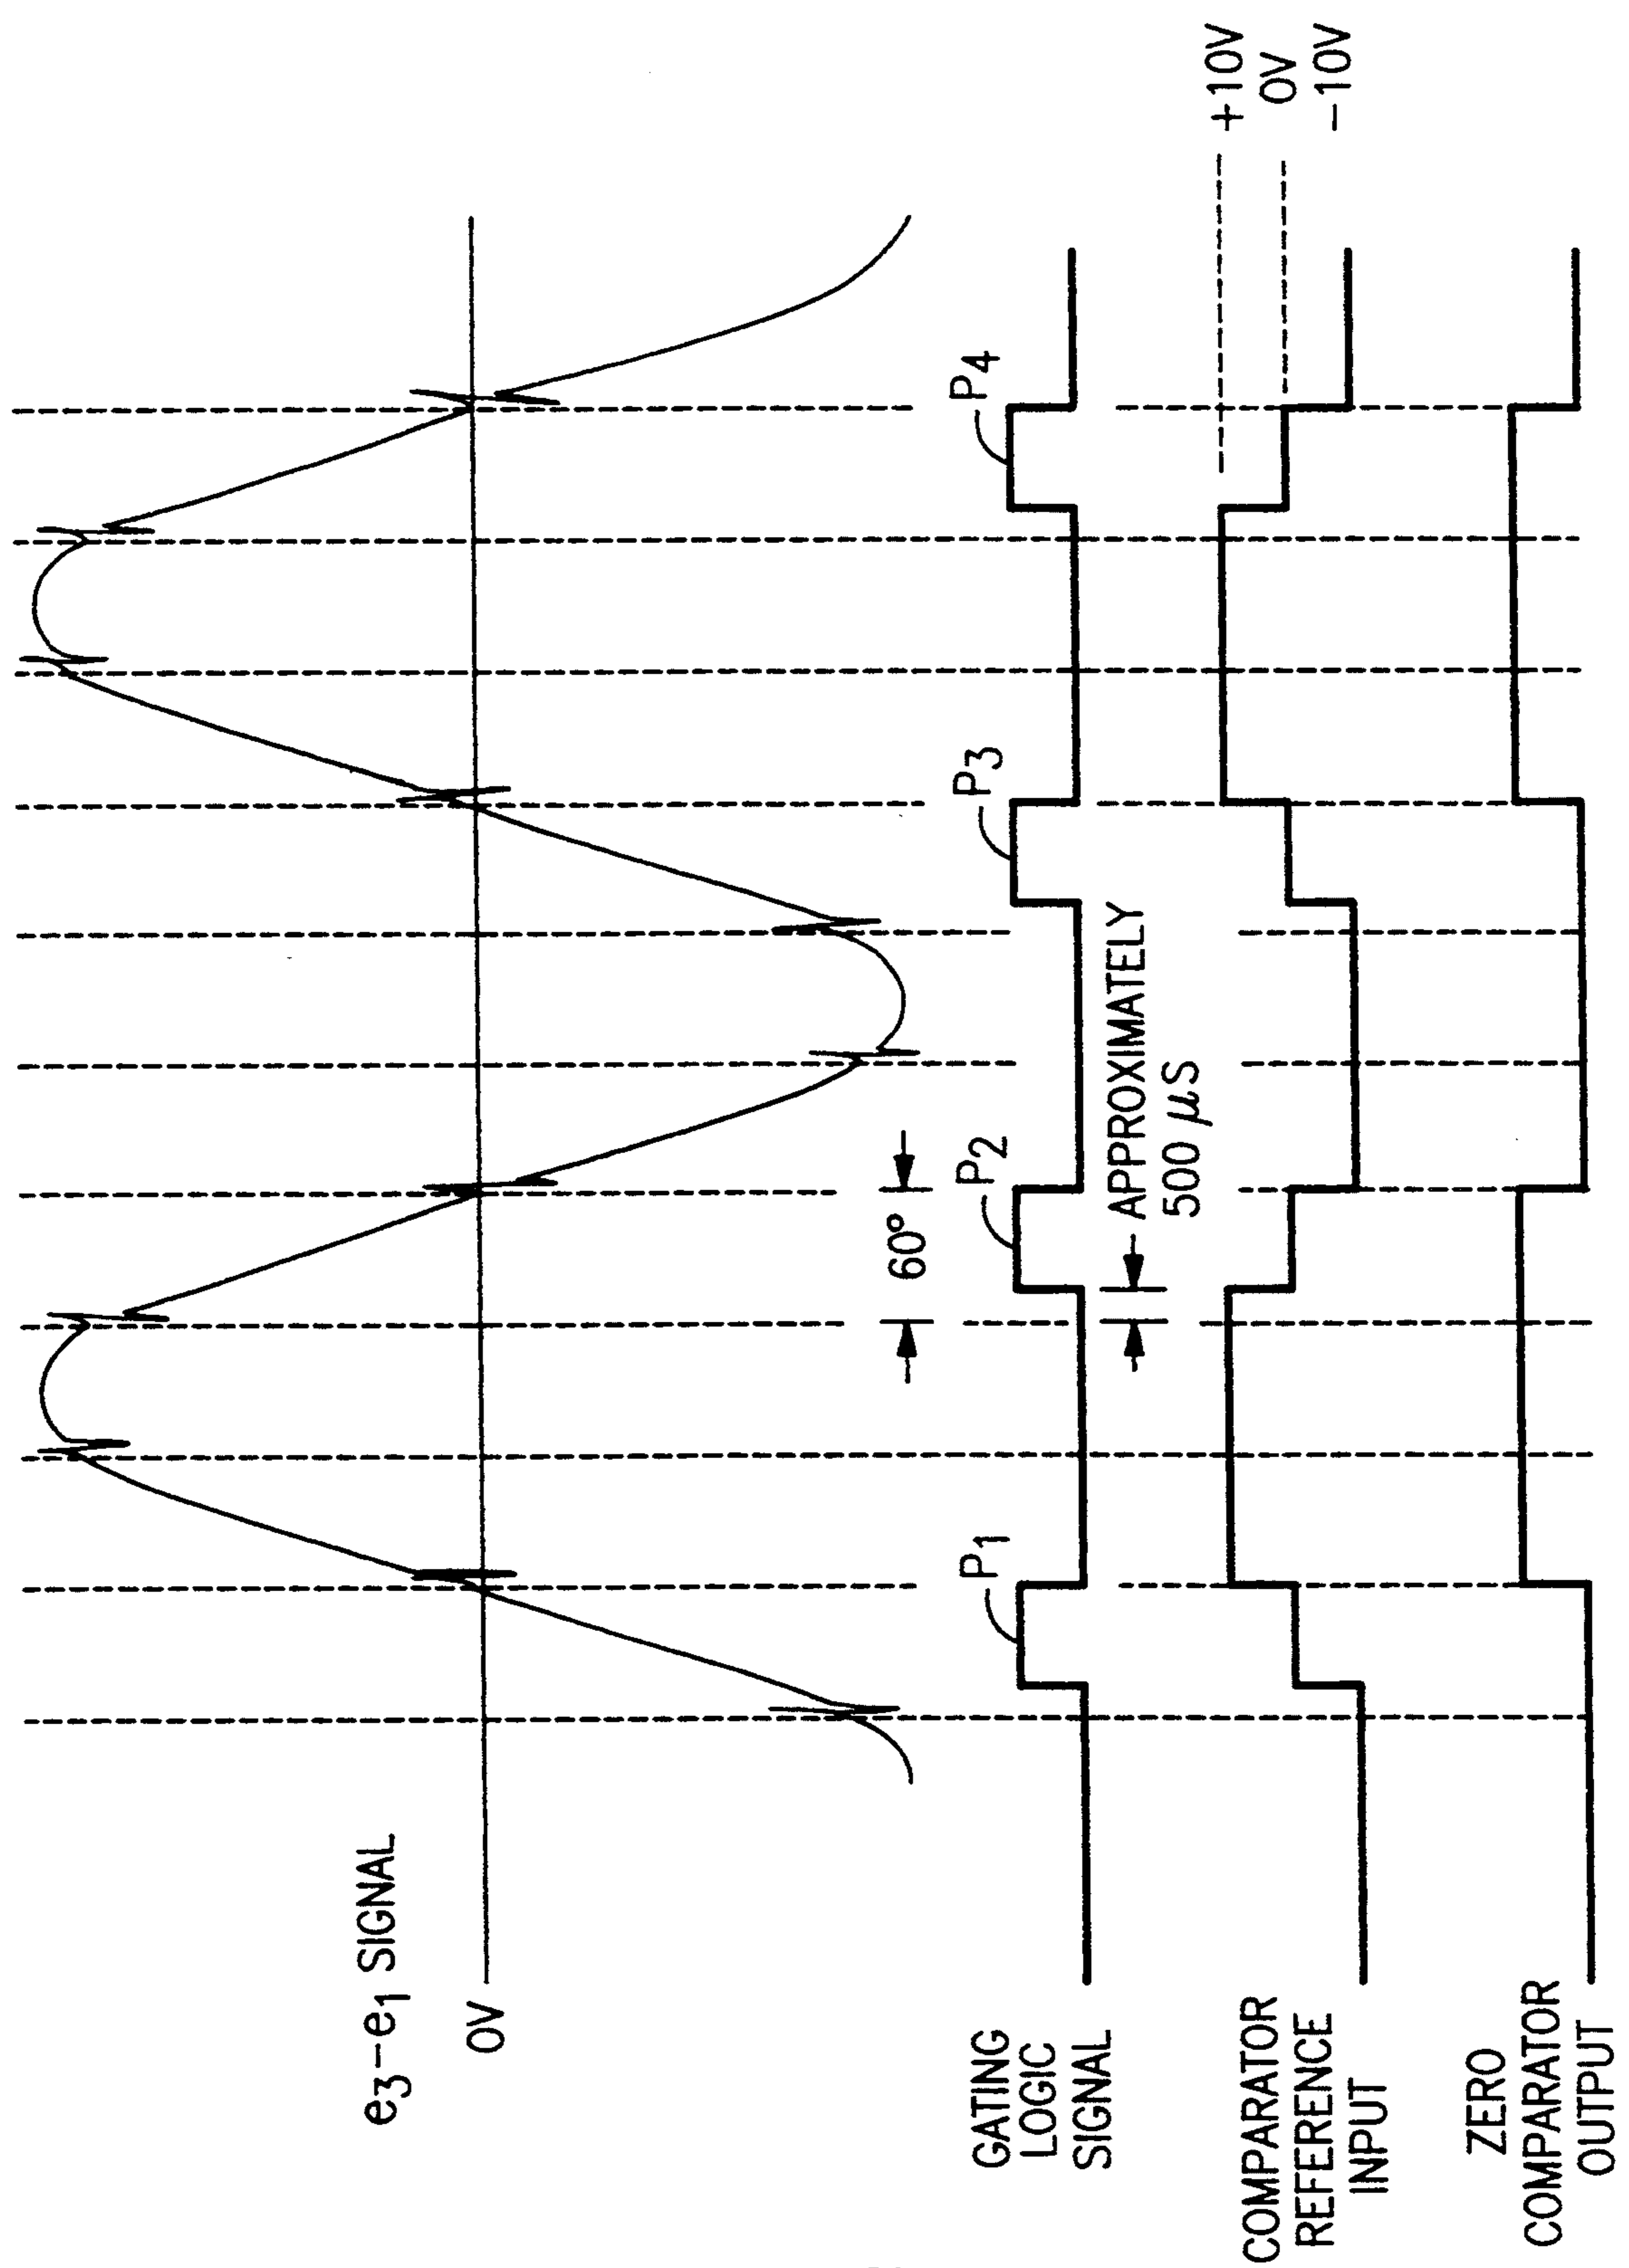 e3-e1 SIGNAL
0V
60°
P1
P2
P3
P4
GATING
LOGIC
SIGNAL
APPROXIMATELY
500 µS
+10V
0V
-10V
COMPARATOR
REFERENCE
INPUT
ZERO
COMPARATOR
OUTPUT